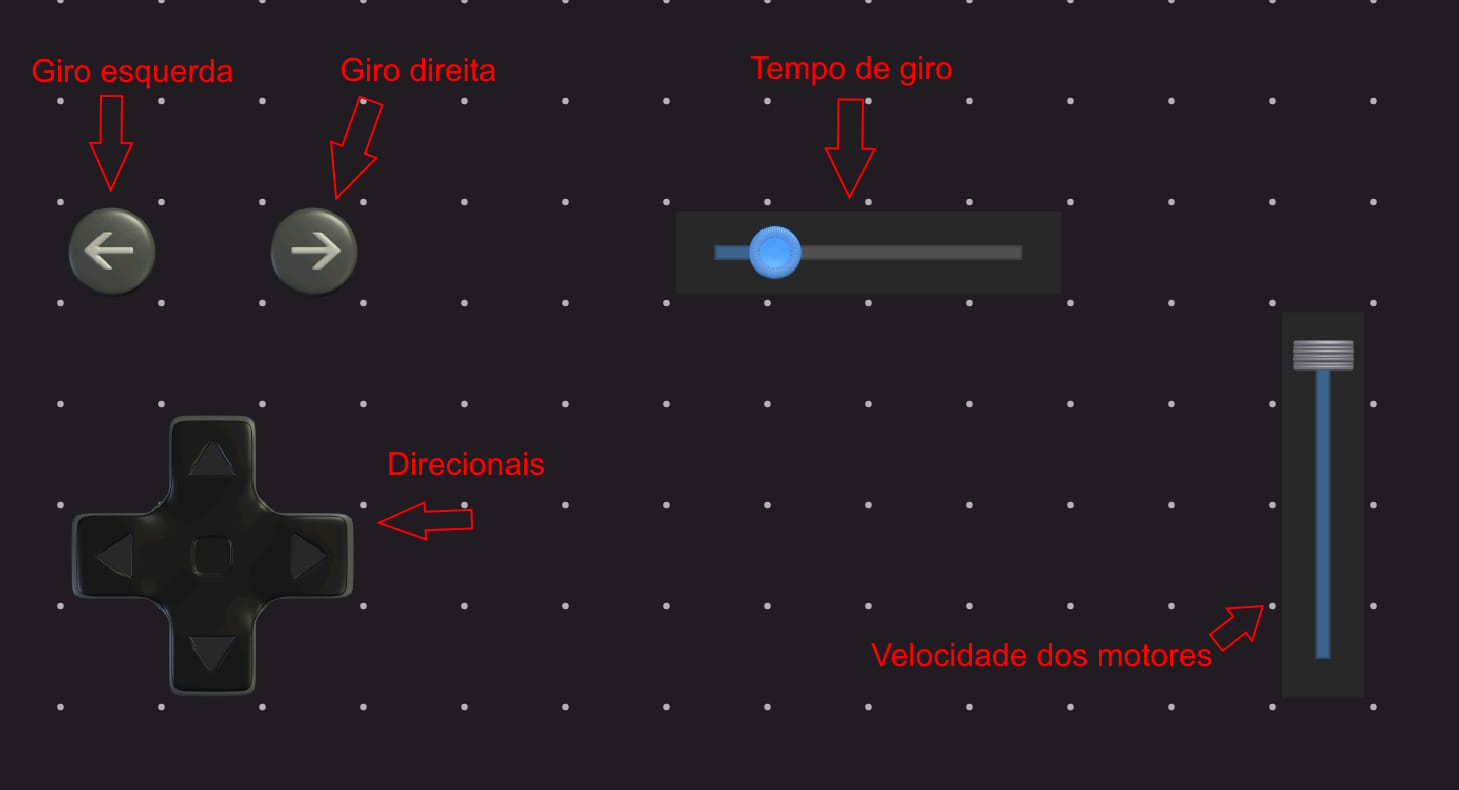 Giro esquerda
Giro direita
Tempo de giro
Direcionais
Velocidade dos motores